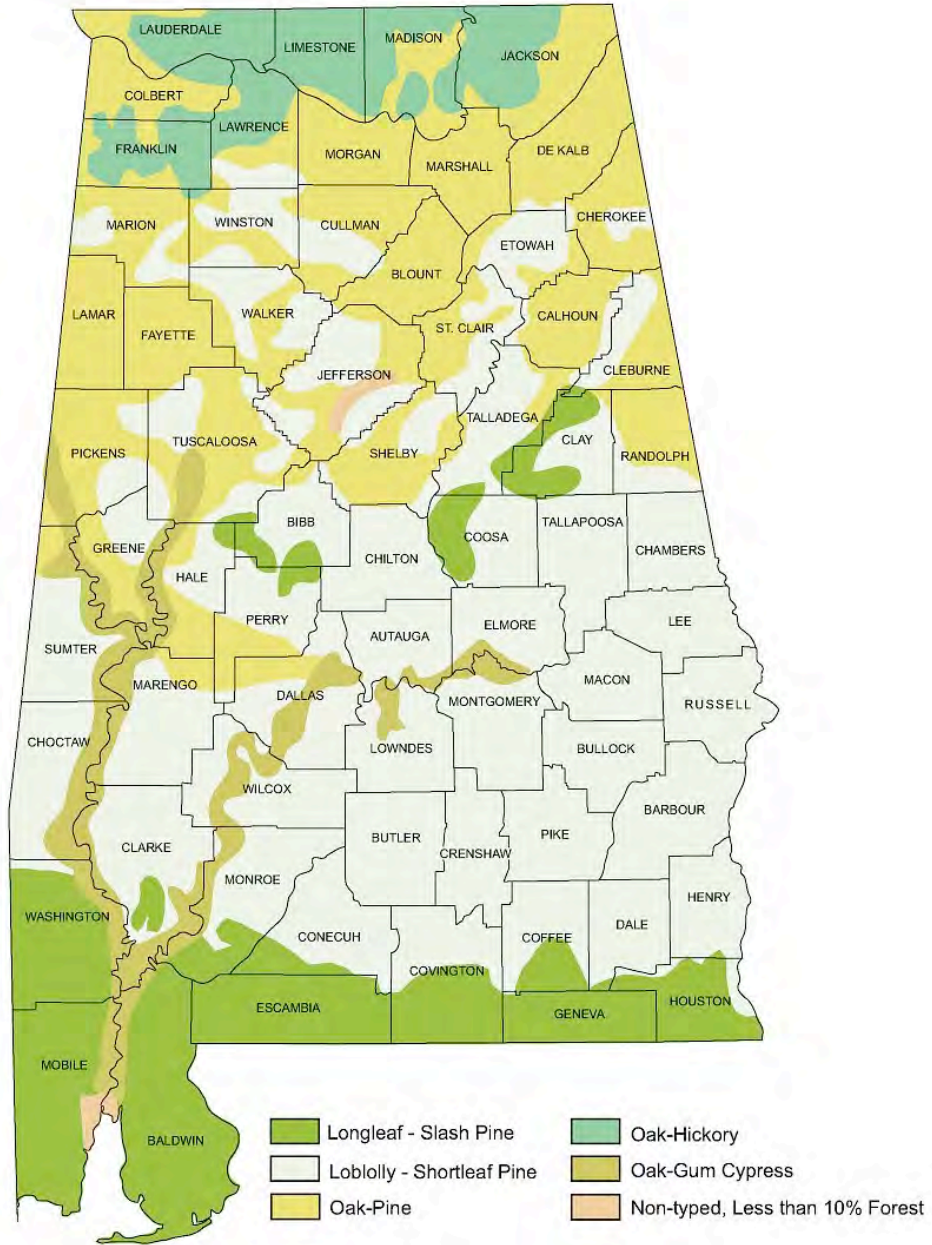 LAUDERDALE
LIMESTONE
MADISON
JACKSON
COLBERT
LAWRENCE
FRANKLIN
MORGAN
MARSHALL
DE KALB
MARION
WINSTON
CULLMAN
CHEROKEE
ETOWAH
BLOUNT
LAMAR
FAYETTE
WALKER
ST. CLAIR
CALHOUN
JEFFERSON
CLEBURNE
PICKENS
TUSCALOOSA
SHELBY
TALLADEGA
CLAY
RANDOLPH
GREENE
HALE
BIBB
CHILTON
COOSA
TALLAPOOSA
CHAMBERS
SUMTER
PERRY
AUTAUGA
ELMORE
LEE
MARENGO
DALLAS
MONTGOMERY
MACON
RUSSELL
CHOCTAW
LOWNDES
BULLOCK
WILCOX
BARBOUR
CLARKE
BUTLER
CRENSHAW
PIKE
MONROE
HENRY
WASHINGTON
CONECUH
COFFEE
DALE
COVINGTON
ESCAMBIA
GENEVA
HOUSTON
MOBILE
BALDWIN
Longleaf - Slash Pine
Loblolly - Shortleaf Pine
Oak-Pine
Oak-Hickory
Oak-Gum Cypress
Non-typed, Less than 10% Forest